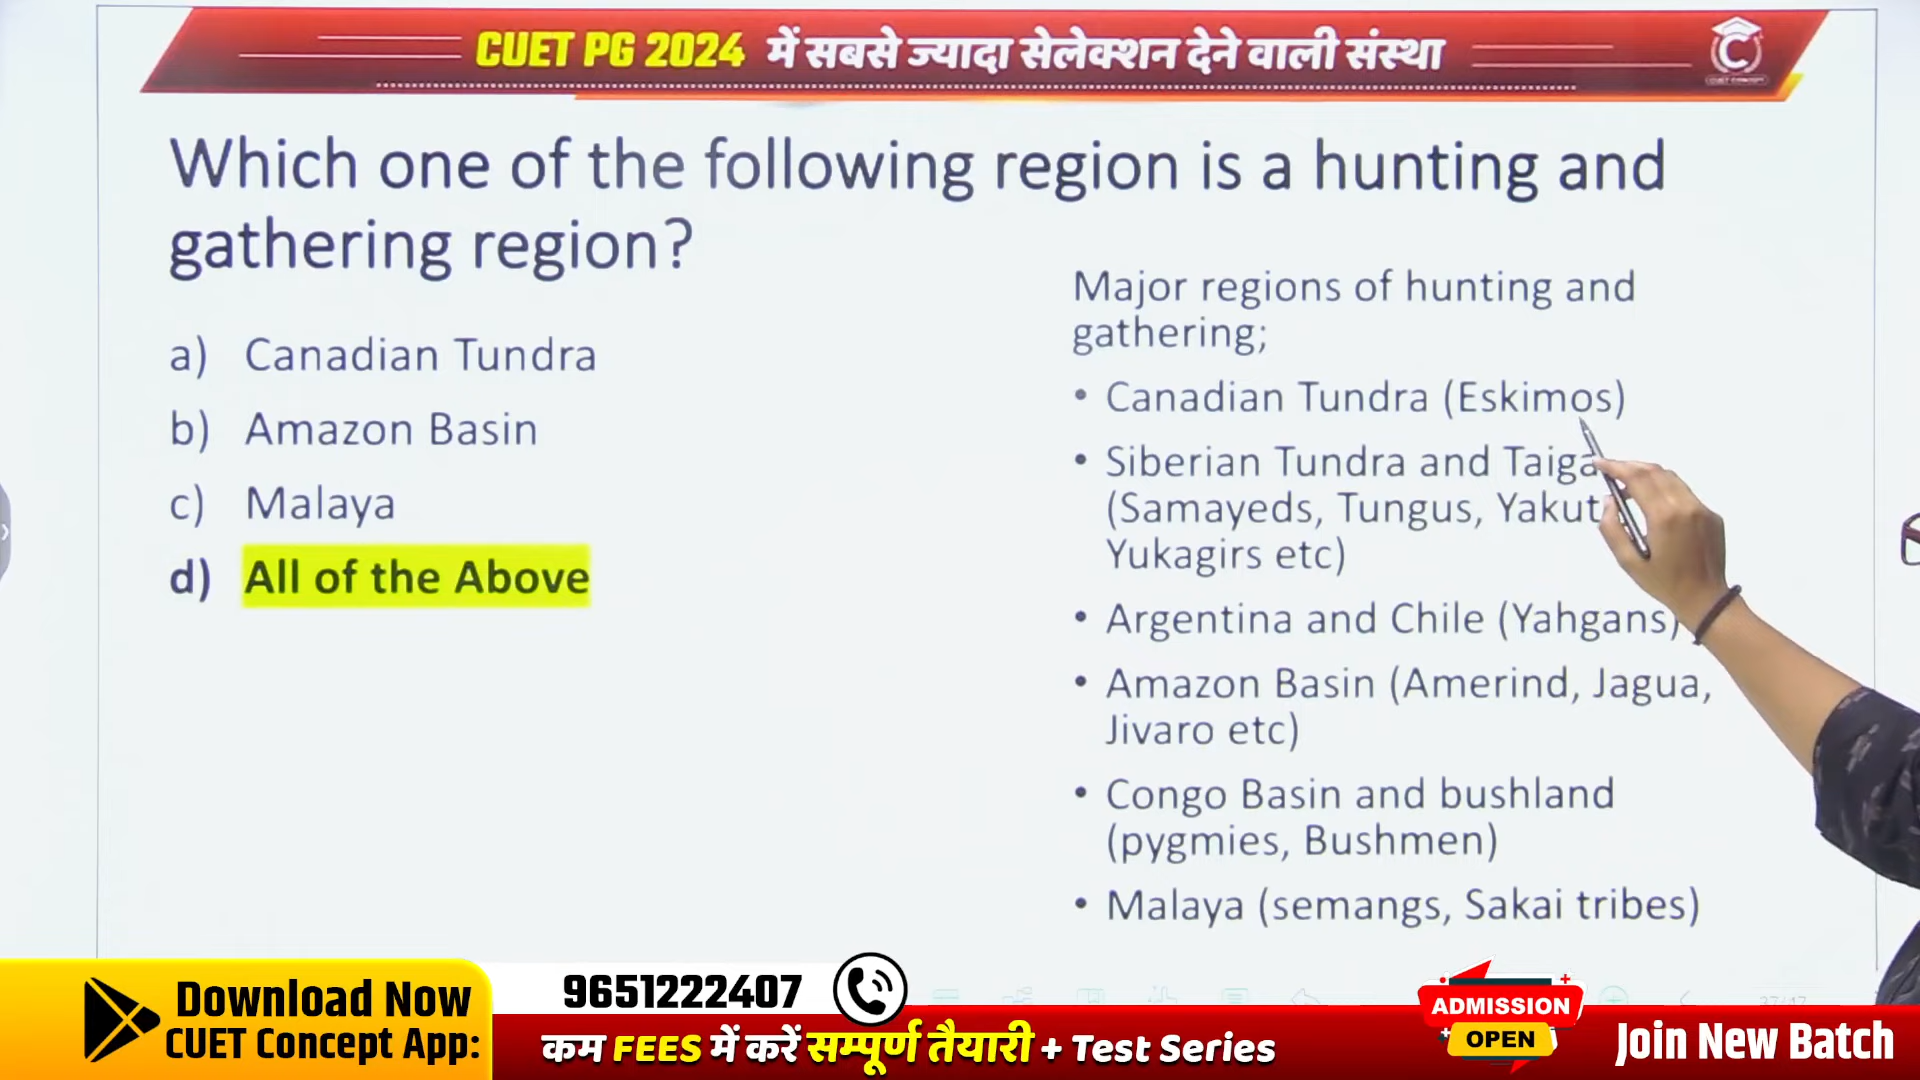 CUET PG 2024 में सबसे ज्यादा सेलेक्शन देने वाली संस्था
Which one of the following region is a hunting and
gathering region?
a) Canadian Tundra
b) Amazon Basin
c) Malaya
d) All of the Above
Major regions of hunting and
gathering;
• Canadian Tundra (Eskimos)
• Siberian Tundra and Taiga
(Samayeds, Tungus, Yakut
Yukagirs etc)
• Argentina and Chile (Yahgans)
• Amazon Basin (Amerind, Jagua,
Jivaro etc)
• Congo Basin and bushland
(pygmies, Bushmen)
• Malaya (semangs, Sakai tribes)
Download Now
CUET Concept App:
9651222407
कम FEES में करें सम्पूर्ण तैयारी + Test Series
ADMISSION
OPEN
Join New Batch